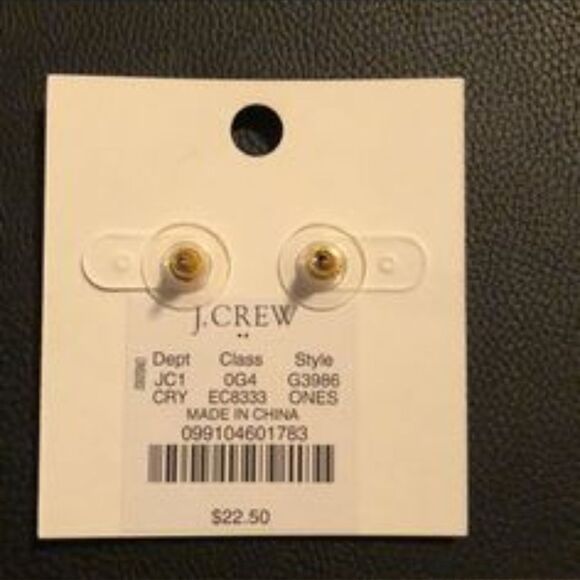 J.CREW
Dept Class Style
JC1 0G4 G3986
CRY EC8333 ONES
MADE IN CHINA
099104601783
$22.50